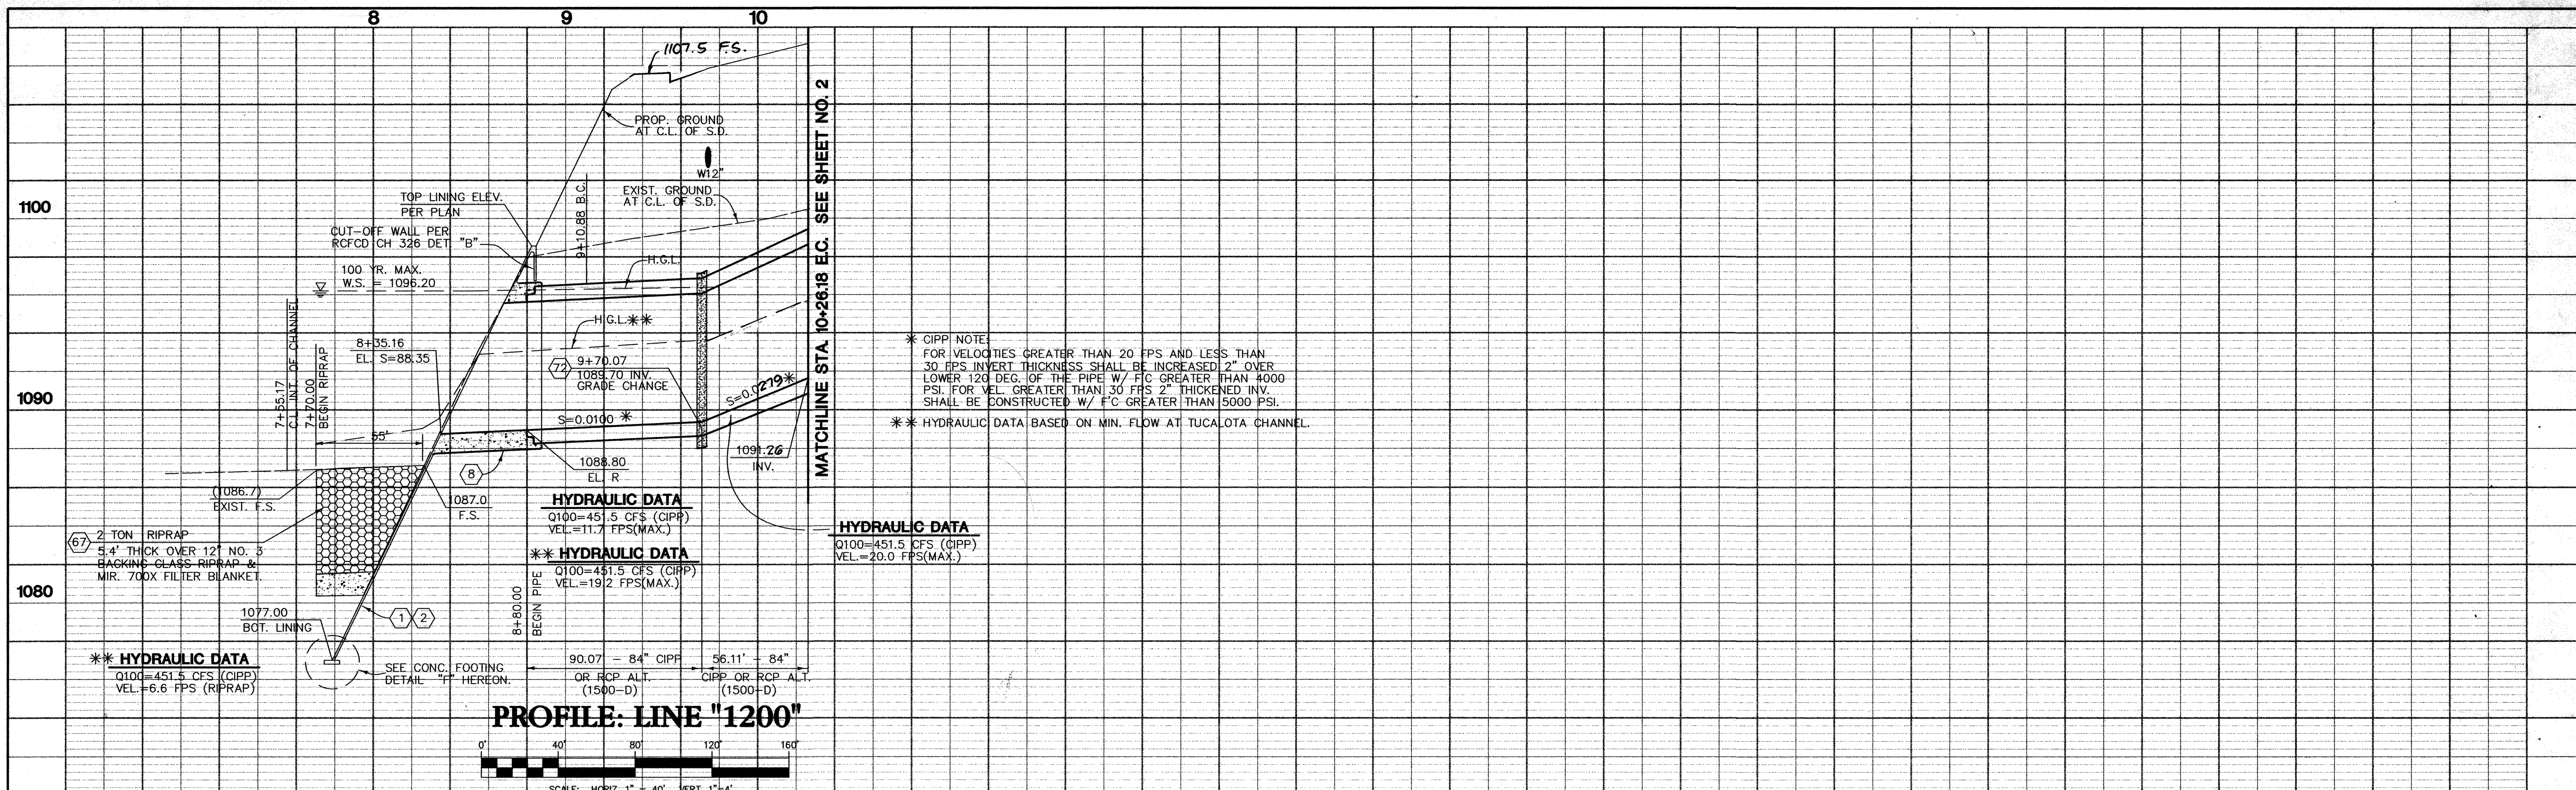 8 9 10
1107.5 F.S.
PROP. GROUND
AT C.L. OF S.D.
W12"
EXIST. GROUND
AT C.L. OF S.D.
9+10.88 B.C.
TOP LINING ELEV.
PER PLAN
CUT-OFF WALL PER
RCFCD CH 326 DET. "B"
1100
100 YR. MAX.
W.S. = 1096.20
H.G.L.
H.G.L.**
MATCHLINE STA. 10+26.18 E.C. SEE SHEET NO. 2
7+55.17
C.L. INT. OF CHANNEL
7+70.00
BEGIN RIPRAP
8+35.16
EL. S=88.35
72
9+70.07
1089.70 INV.
GRADE CHANGE
* CIPP NOTE:
FOR VELOCITIES GREATER THAN 20 FPS AND LESS THAN
30 FPS INVERT THICKNESS SHALL BE INCREASED 2" OVER
LOWER 120 DEG. OF THE PIPE W/ F'C GREATER THAN 4000
PSI. FOR VEL. GREATER THAN 30 FPS 2" THICKENED INV.
SHALL BE CONSTRUCTED W/ F'C GREATER THAN 5000 PSI.
** HYDRAULIC DATA BASED ON MIN. FLOW AT TUCALOTA CHANNEL.
1090
S=0.0279*
S=0.0100 *
55'
1091.26
INV.
1088.80
EL. R
8
(1086.7)
EXIST. F.S.
1087.0
F.S.
HYDRAULIC DATA
Q100=451.5 CFS (CIPP)
VEL.=11.7 FPS(MAX.)
HYDRAULIC DATA
Q100=451.5 CFS (CIPP)
VEL.=20.0 FPS(MAX.)
67
2 TON RIPRAP
5.4' THICK OVER 12" NO. 3
BACKING CLASS RIPRAP &
MIR. 700X FILTER BLANKET.
** HYDRAULIC DATA
Q100=451.5 CFS (CIPP)
VEL.=19.2 FPS(MAX.)
1080
8+80.00
BEGIN PIPE
1077.00
BOT. LINING
1 2
** HYDRAULIC DATA
Q100=451.5 CFS (CIPP)
VEL.=6.6 FPS (RIPRAP)
SEE CONC. FOOTING
DETAIL "F" HEREON.
90.07' - 84" CIPP
OR RCP ALT.
(1500-D)
56.11' - 84"
CIPP OR RCP ALT.
(1500-D)
PROFILE: LINE "1200"
0' 40' 80' 120' 160'
SCALE: HORIZ. 1" = 40' VERT. 1"=4'